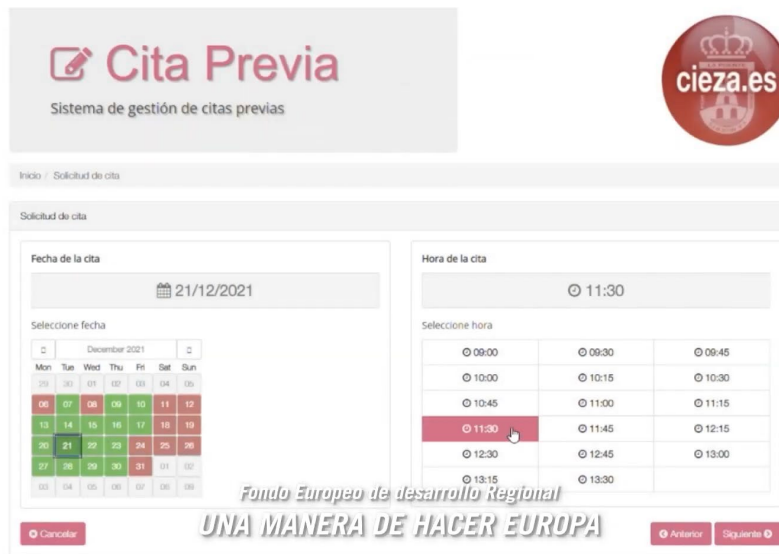 Cita Previa
Sistema de gestión de citas previas
LA PUENTE
cieza.es
Inicio / Solicitud de cita
Solicitud de cita
Fecha de la cita
21/12/2021
Seleccione fecha
December 2021
Mon Tue Wed Thu Fri Sat Sun
29 30 01 02 03 04 05
06 07 08 09 10 11 12
13 14 15 16 17 18 19
20 21 22 23 24 25 26
27 28 29 30 31 01 02
03 04 05 06 07 08 09
Hora de la cita
11:30
Seleccione hora
09:00 09:30 09:45
10:00 10:15 10:30
10:45 11:00 11:15
11:30 11:45 12:15
12:30 12:45 13:00
13:15 13:30
Fondo Europeo de desarrollo Regional
UNA MANERA DE HACER EUROPA
Cancelar
Anterior Siguiente